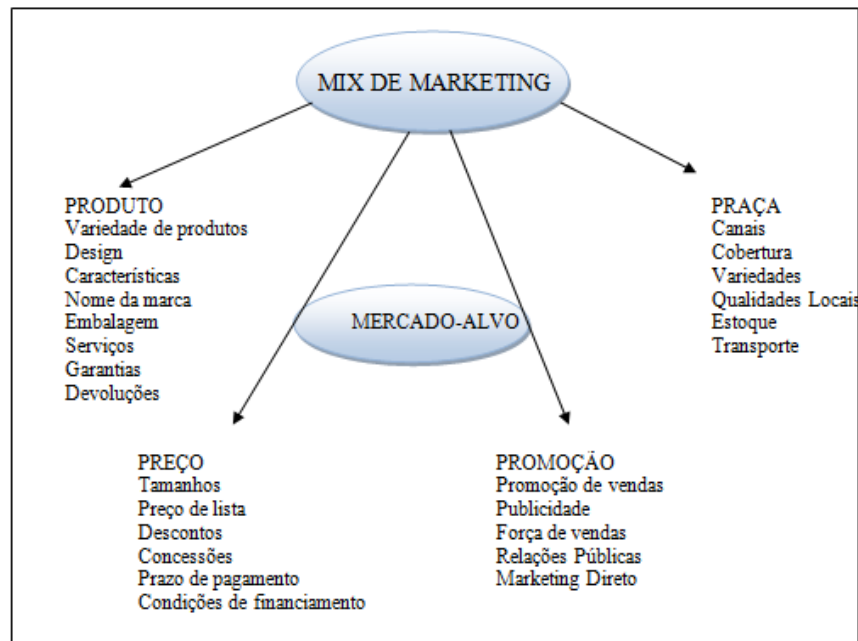 MIX DE MARKETING
PRODUTO
Variedade de produtos
Design
Características
Nome da marca
Embalagem
Serviços
Garantias
Devoluções
PRAÇA
Canais
Cobertura
Variedades
Qualidades Locais
Estoque
Transporte
MERCADO-ALVO
PREÇO
Tamanhos
Preço de lista
Descontos
Concessões
Prazo de pagamento
Condições de financiamento
PROMOÇÃO
Promoção de vendas
Publicidade
Força de vendas
Relações Públicas
Marketing Direto